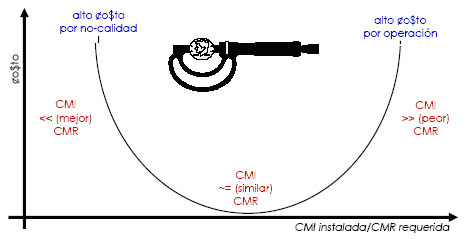 alto ¢o$to
por no-calidad
alto ¢o$to
por operación
¢o$to
CMI
<< (mejor)
CMR
CMI
>> (peor)
CMR
CMI
~= (similar)
CMR
CMI instalada/CMR requerida